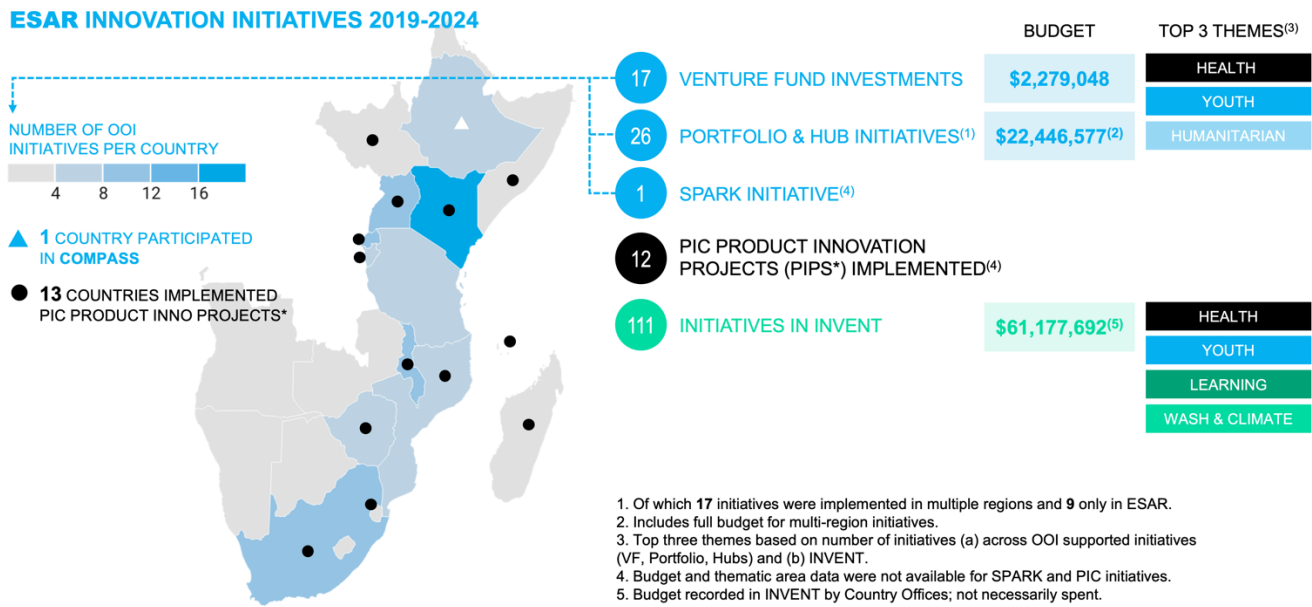 ESAR INNOVATION INITIATIVES 2019-2024
NUMBER OF OOI
INITIATIVES PER COUNTRY
4 8 12 16
1 COUNTRY PARTICIPATED
IN COMPASS
13 COUNTRIES IMPLEMENTED
PIC PRODUCT INNO PROJECTS*
BUDGET
TOP 3 THEMES(3)
17 VENTURE FUND INVESTMENTS $2,279,048
26 PORTFOLIO & HUB INITIATIVES(1) $22,446,577(2)
1 SPARK INITIATIVE(4)
HEALTH
YOUTH
HUMANITARIAN
12 PIC PRODUCT INNOVATION
PROJECTS (PIPS*) IMPLEMENTED(4)
111 INITIATIVES IN INVENT $61,177,692(5)
HEALTH
YOUTH
LEARNING
WASH & CLIMATE
1. Of which 17 initiatives were implemented in multiple regions and 9 only in ESAR.
2. Includes full budget for multi-region initiatives.
3. Top three themes based on number of initiatives (a) across OOI supported initiatives
(VF, Portfolio, Hubs) and (b) INVENT.
4. Budget and thematic area data were not available for SPARK and PIC initiatives.
5. Budget recorded in INVENT by Country Offices; not necessarily spent.